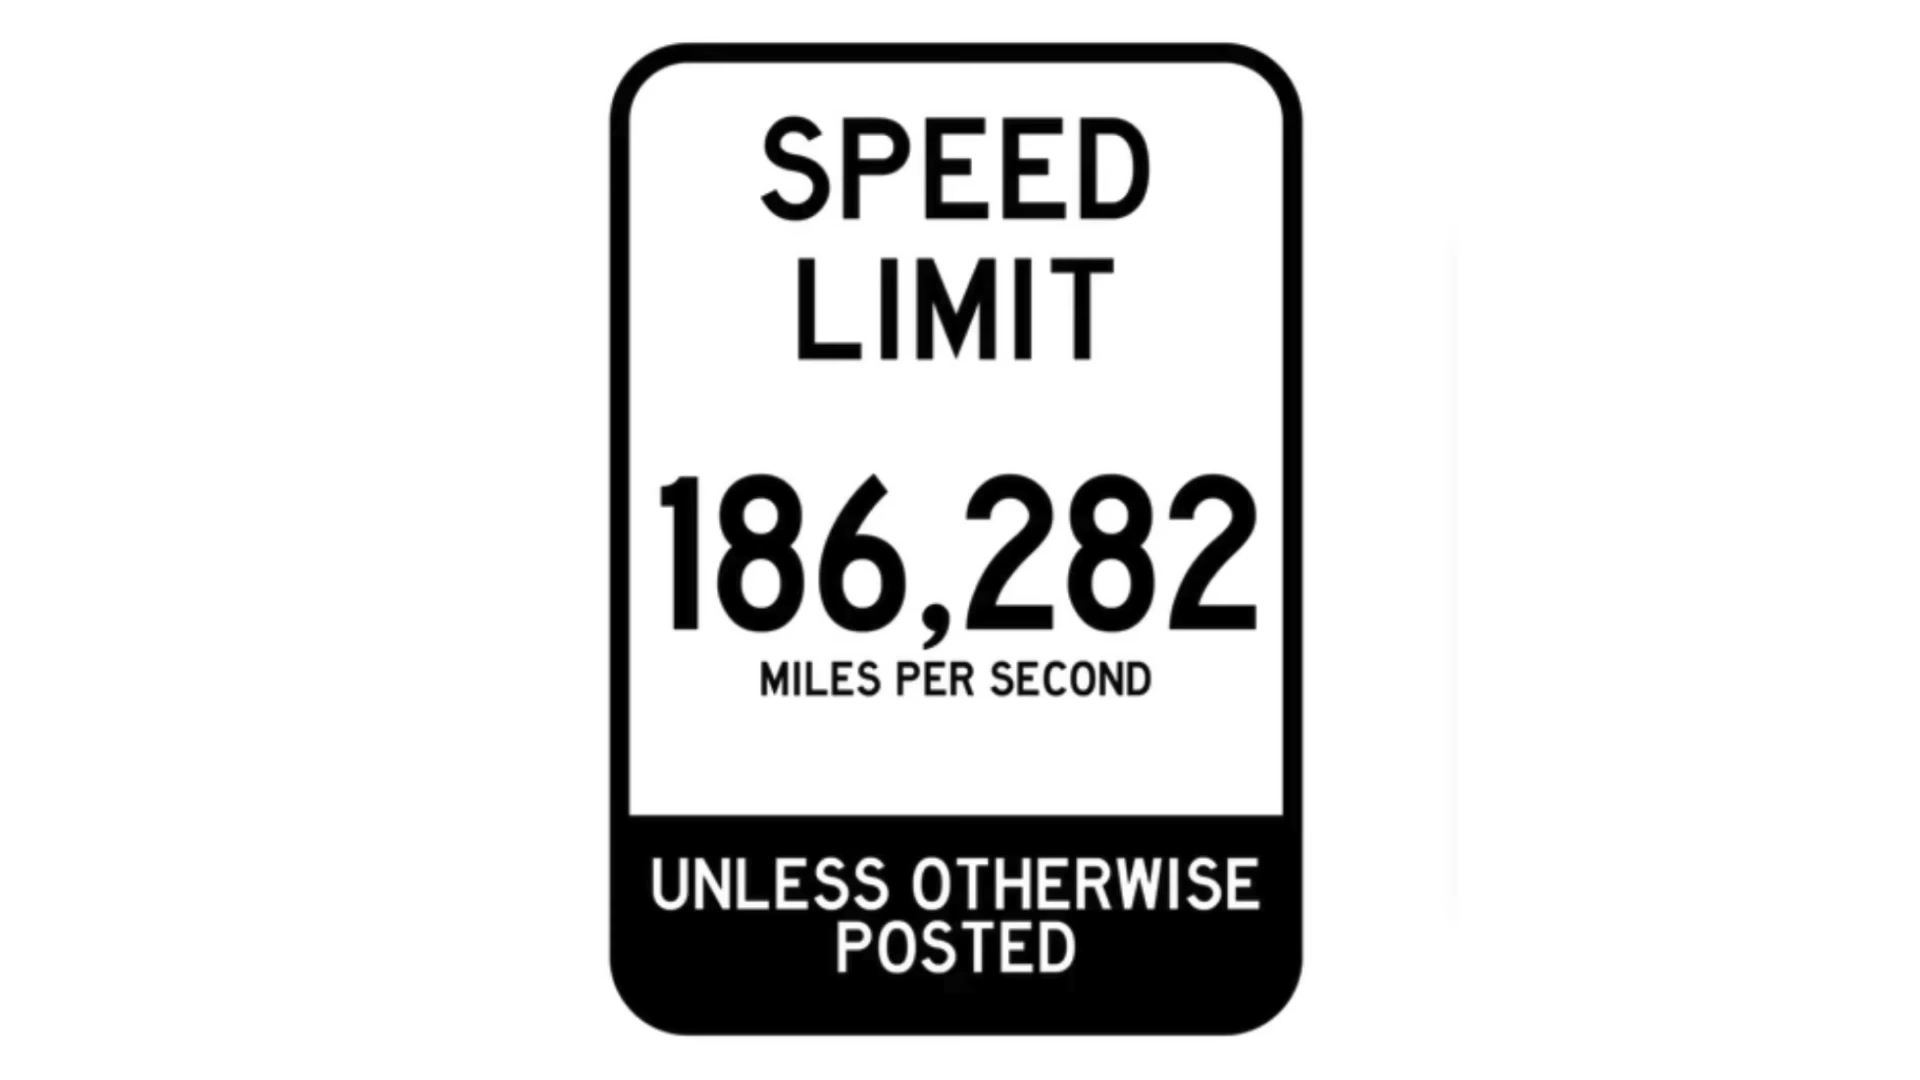 SPEED
LIMIT
186,282
MILES PER SECOND
UNLESS OTHERWISE
POSTED